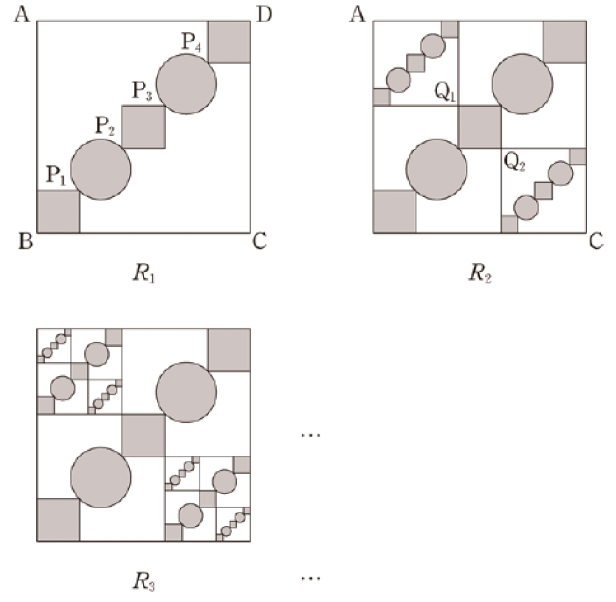 A D A
P₄
P₃ Q₁
P₂ Q₂
P₁
B C C
R₁ R₂
...
R₃ ...